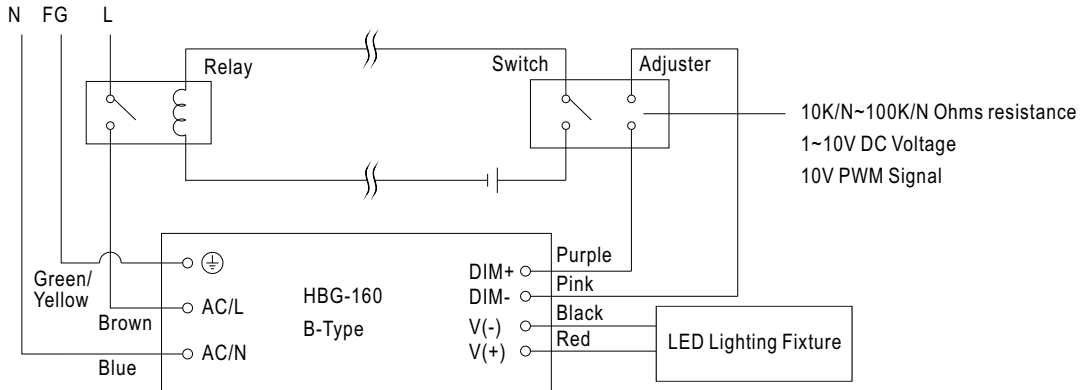 N FG L
Relay
Switch
Adjuster
10K/N~100K/N Ohms resistance
1~10V DC Voltage
10V PWM Signal
Green/
Yellow
Brown
Blue
AC/L
AC/N
HBG-160
B-Type
DIM+
DIM-
V(-)
V(+)
Purple
Pink
Black
Red
LED Lighting Fixture